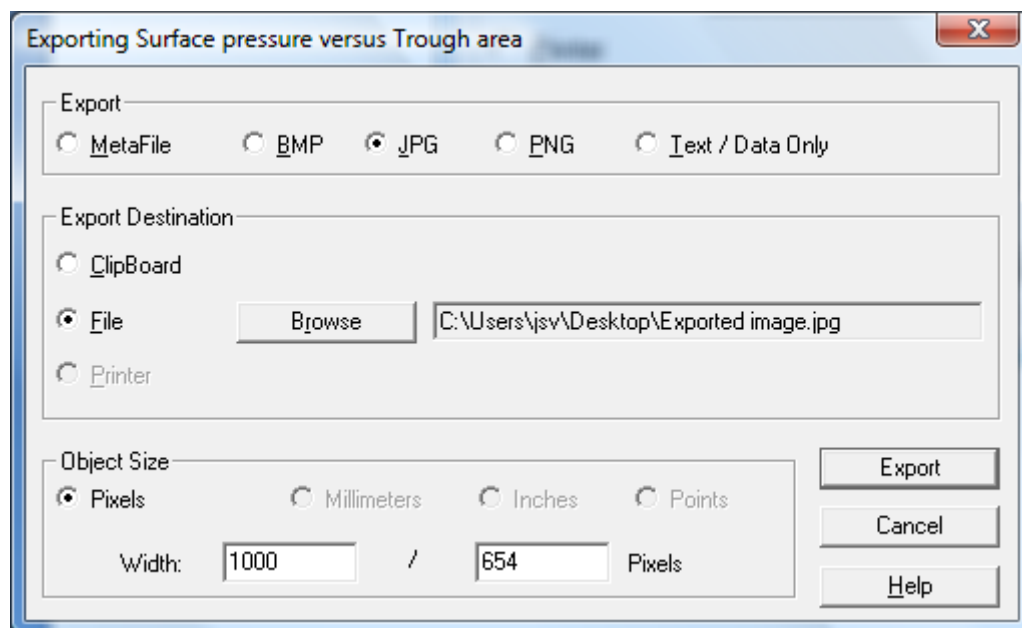 Exporting Surface pressure versus Trough area
Export
MetaFile BMP JPG PNG Text / Data Only
Export Destination
ClipBoard
File Browse C:\Users\jsv\Desktop\Exported image.jpg
Printer
Object Size
Pixels Millimeters Inches Points
Width: 1000 / 654 Pixels
Export
Cancel
Help